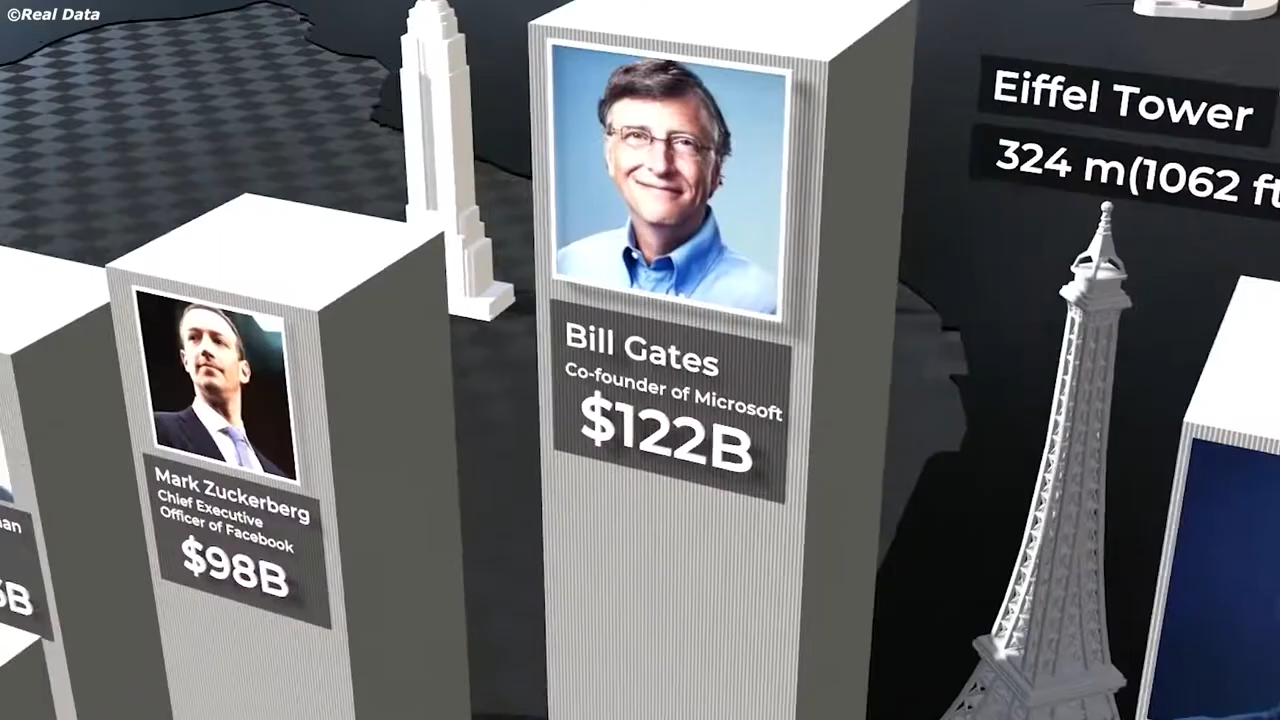 ©Real Data
Eiffel Tower
324 m(1062 ft
Bill Gates
Co-founder of Microsoft
$122B
Mark Zuckerberg
Chief Executive
Officer of Facebook
$98B